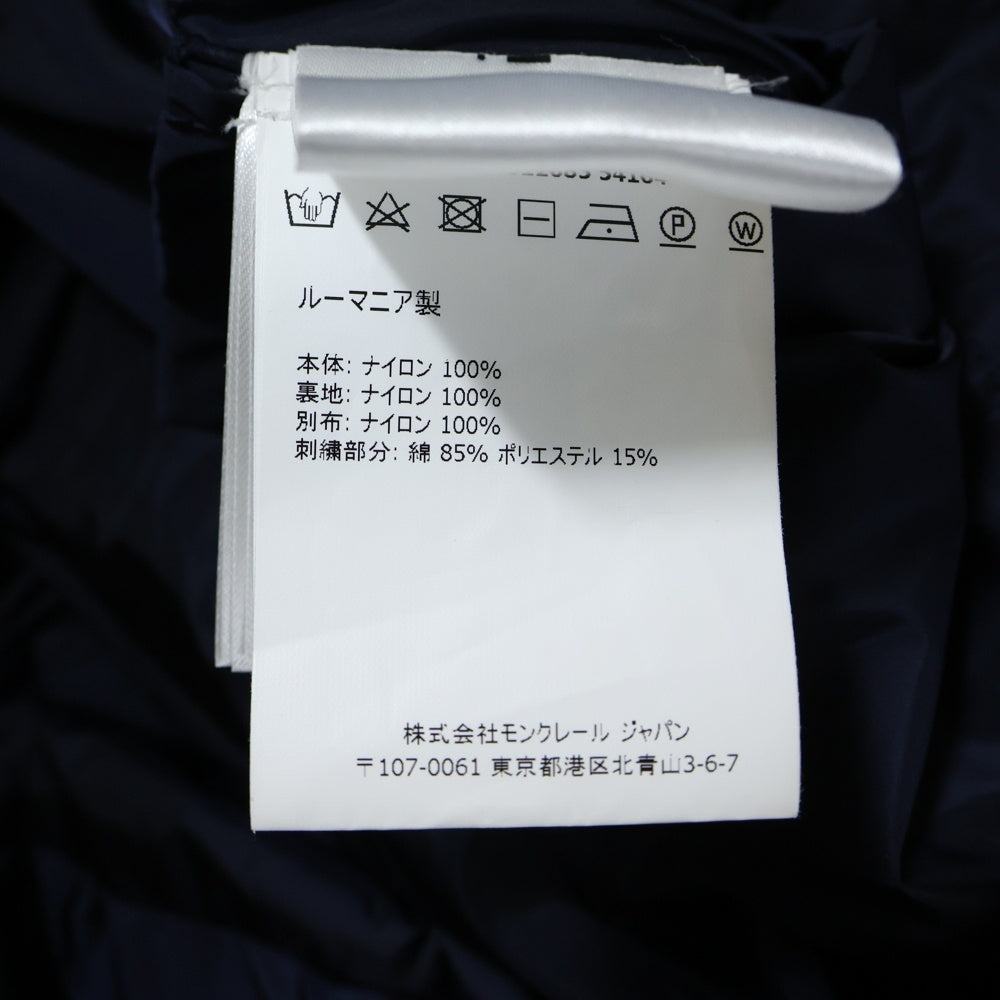 P
W
ルーマニア製
本体: ナイロン 100%
裏地: ナイロン 100%
別布: ナイロン 100%
刺繍部分: 綿 85% ポリエステル 15%
株式会社モンクレール ジャパン
〒107-0061 東京都港区北青山3-6-7